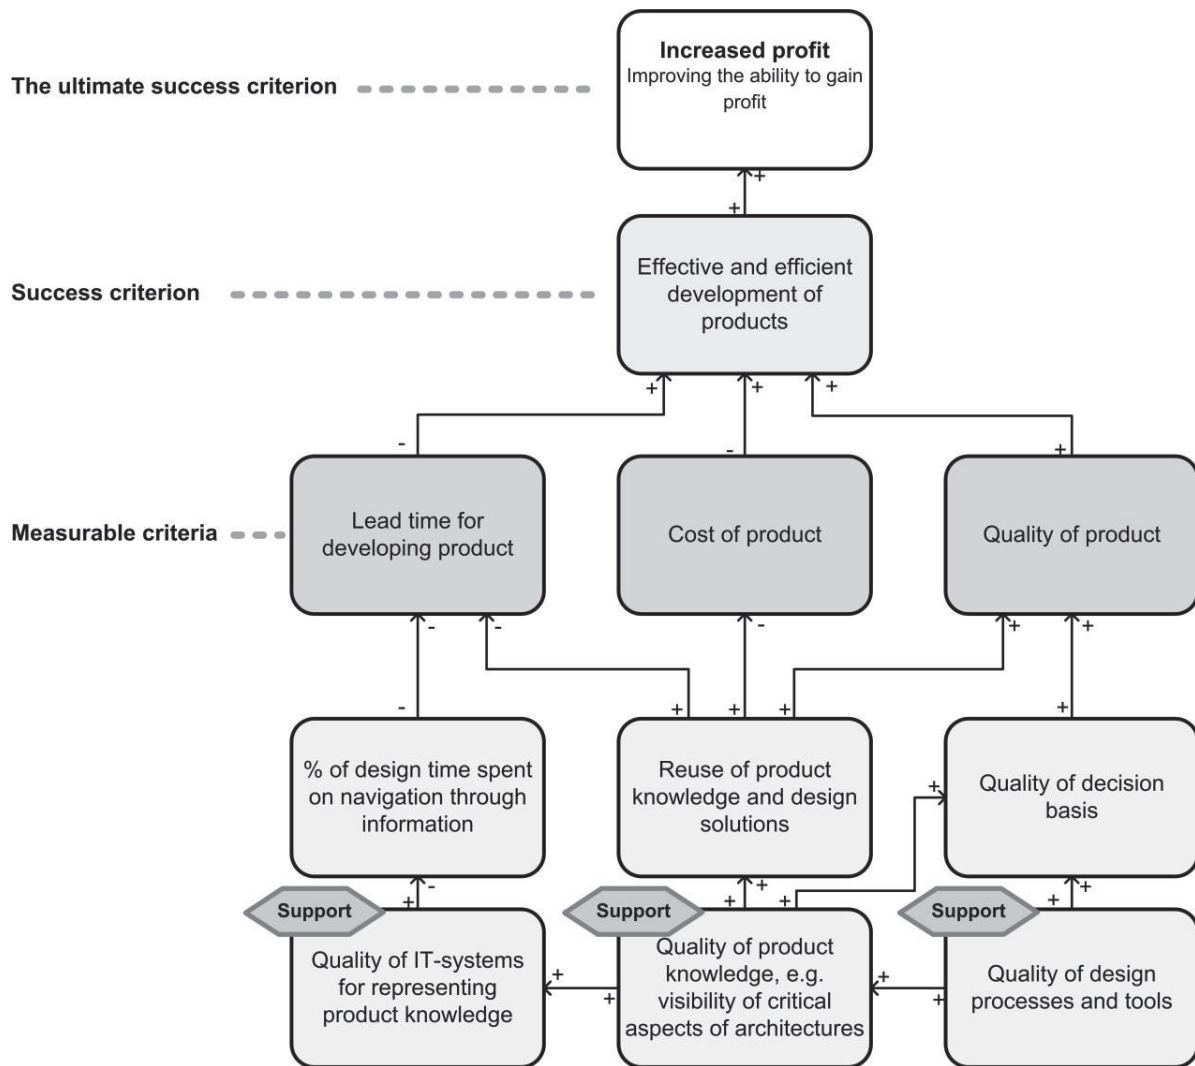 Increased profit
Improving the ability to gain
profit
The ultimate success criterion
+
+
Effective and efficient
development of
products
Success criterion
+ + +
- - +
Lead time for
developing product
Cost of product
Quality of product
Measurable criteria
- - - + +
- + + + +
% of design time spent
on navigation through
information
Reuse of product
knowledge and design
solutions
+
Quality of decision
basis
- + +
+ + + +
Support
Support
Support
Quality of IT-systems
for representing
product knowledge
+
+
Quality of product
knowledge, e.g.
visibility of critical
aspects of architectures
+
+
Quality of design
processes and tools